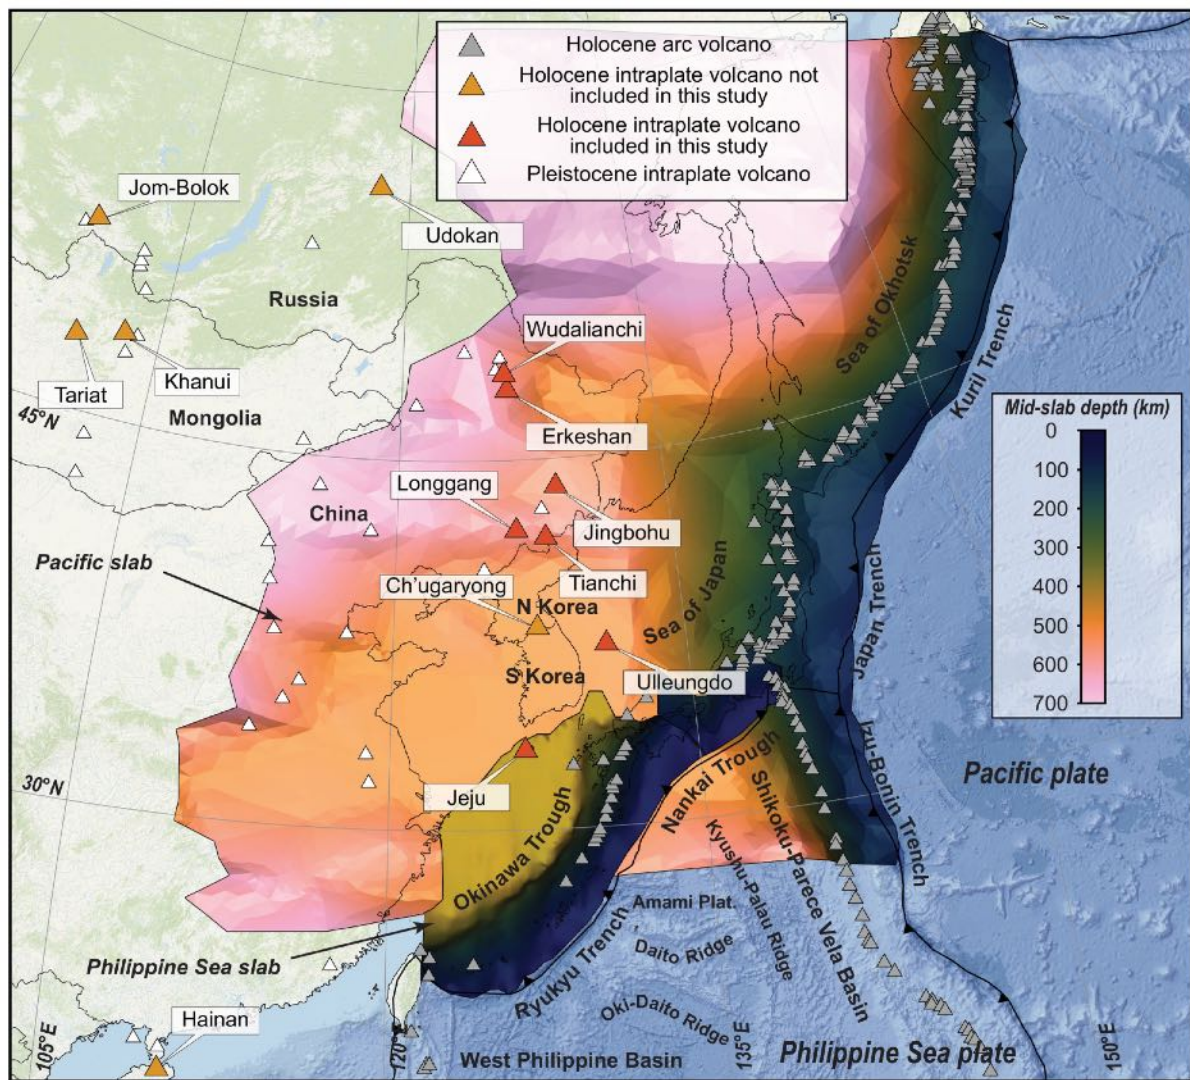 Holocene arc volcano
Holocene intraplate volcano not
included in this study
Holocene intraplate volcano
included in this study
Pleistocene intraplate volcano
Jom-Bolok
Udokan
Russia
Sea of Okhotsk
Wudalianchi
Kuril Trench
Tariat
Khanui
Mongolia
45°N
Erkeshan
Mid-slab depth (km)
0
100
200
300
400
500
600
700
Longgang
China
Jingbohu
Pacific slab
Tianchi
Ch'ugaryong
N Korea
Sea of Japan
Japan Trench
S Korea
Ulleungdo
Izu-Bonin Trench
Pacific plate
30°N
Jeju
Nankai Trough
Okinawa Trough
Shikoku-Parece Vela Basin
Kyushu-Palau Ridge
Amami Plat.
Daito Ridge
Philippine Sea slab
Ryukyu Trench
Oki-Daito Ridge
Hainan
105°E
120°E
135°E
150°E
West Philippine Basin
Philippine Sea plate